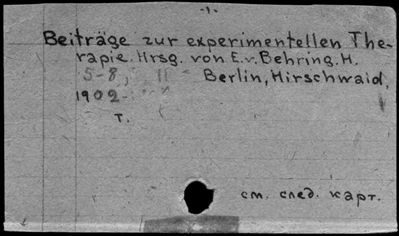 -1.
Beiträge zur experimentellen The-
rapie. Hrsg. von E.v. Behring. H.
5-8, 11 Berlin, Hirschwald,
1902-
т.
см. след. карт.